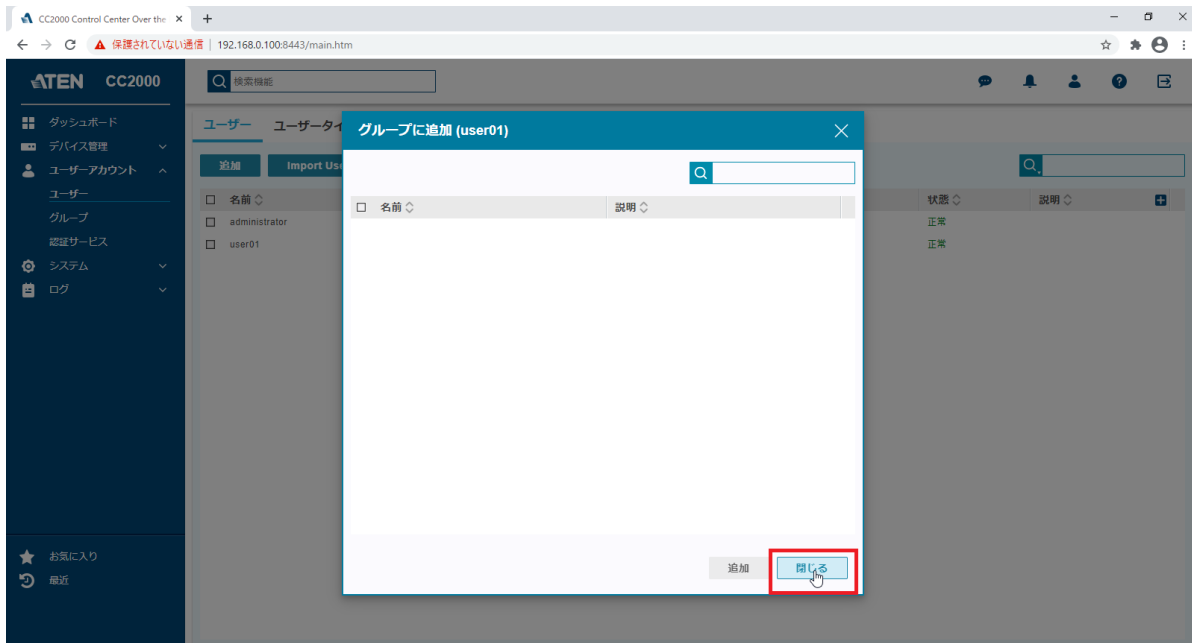 CC2000 Control Center Over the
保護されていない通信 | 192.168.0.100:8443/main.htm
ATEN CC2000
検索機能
ダッシュボード
デバイス管理
ユーザーアカウント
ユーザー
グループ
認証サービス
システム
ログ
お気に入り
最近
ユーザー ユーザータイ
追加 Import Use
名前 状態 説明
administrator 正常
user01 正常
グループに追加 (user01)
名前 説明
追加 閉じる